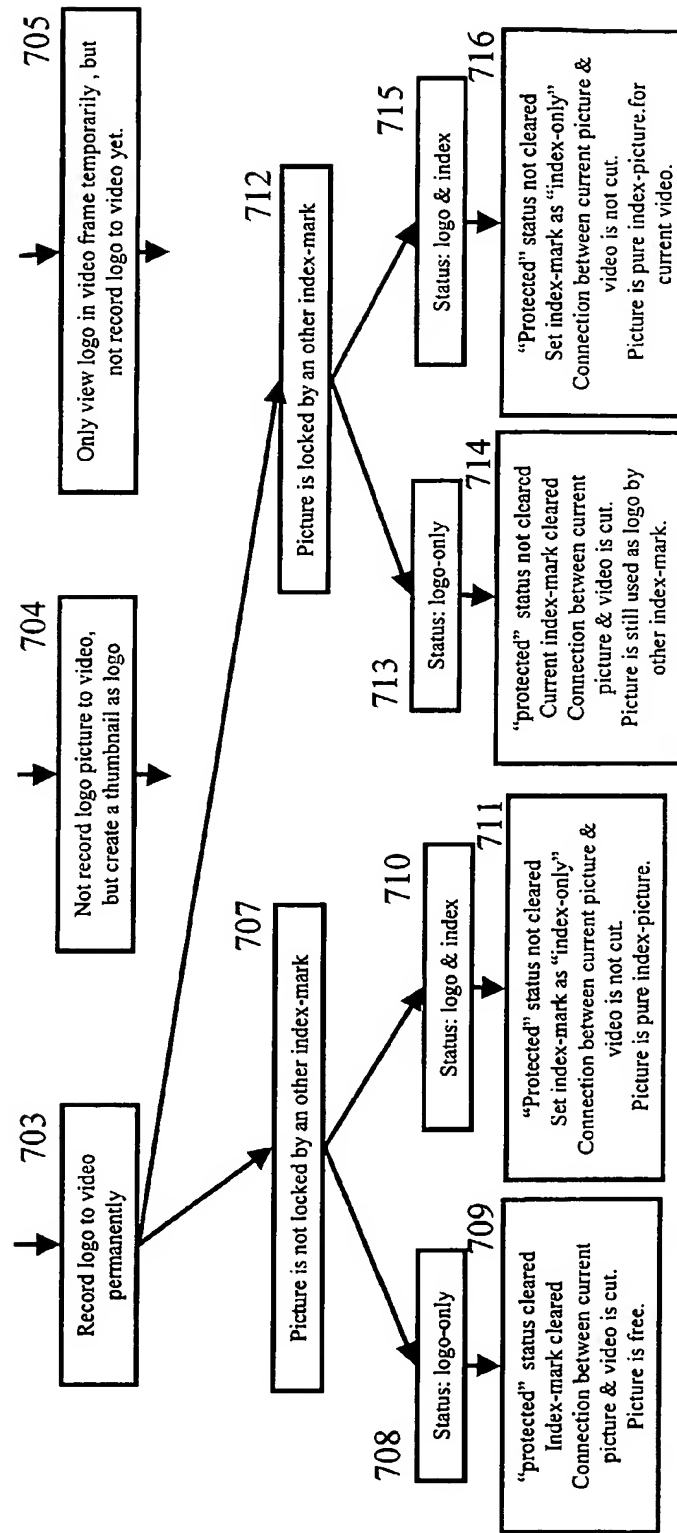 703
Record logo to video
permanently
704
Not record logo picture to video,
but create a thumbnail as logo
705
Only view logo in video frame temporarily , but
not record logo to video yet.
707
Picture is not locked by an other index-mark
712
Picture is locked by an other index-mark
708
Status: logo-only
710
Status: logo & index
713
Status: logo-only
715
Status: logo & index
709
“protected” status cleared
Index-mark cleared
Connection between current
picture & video is cut.
Picture is free.
711
“Protected” status not cleared
Set index-mark as “index-only”
Connection between current picture &
video is not cut.
Picture is pure index-picture.
714
“protected” status not cleared
Current index-mark cleared
Connection between current
picture & video is cut.
Picture is still used as logo by
other index-mark.
716
“Protected” status not cleared
Set index-mark as “index-only”
Connection between current picture &
video is not cut.
Picture is pure index-picture.for
current video.